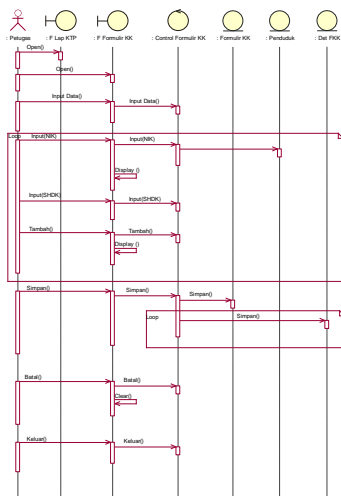 : Petugas : F Lap KTP : F Formulir KK : Control Formulir KK : Formulir KK : Penduduk : Det FKK
Open()
Open()
Input Data() Input Data()
Loop Input(NIK) Input(NIK)
Display ()
Input(SHDK) Input(SHDK)
Tambah() Tambah()
Display ()
Simpan() Simpan() Simpan()
Loop Simpan()
Batal() Batal()
Clear()
Keluar() Keluar()